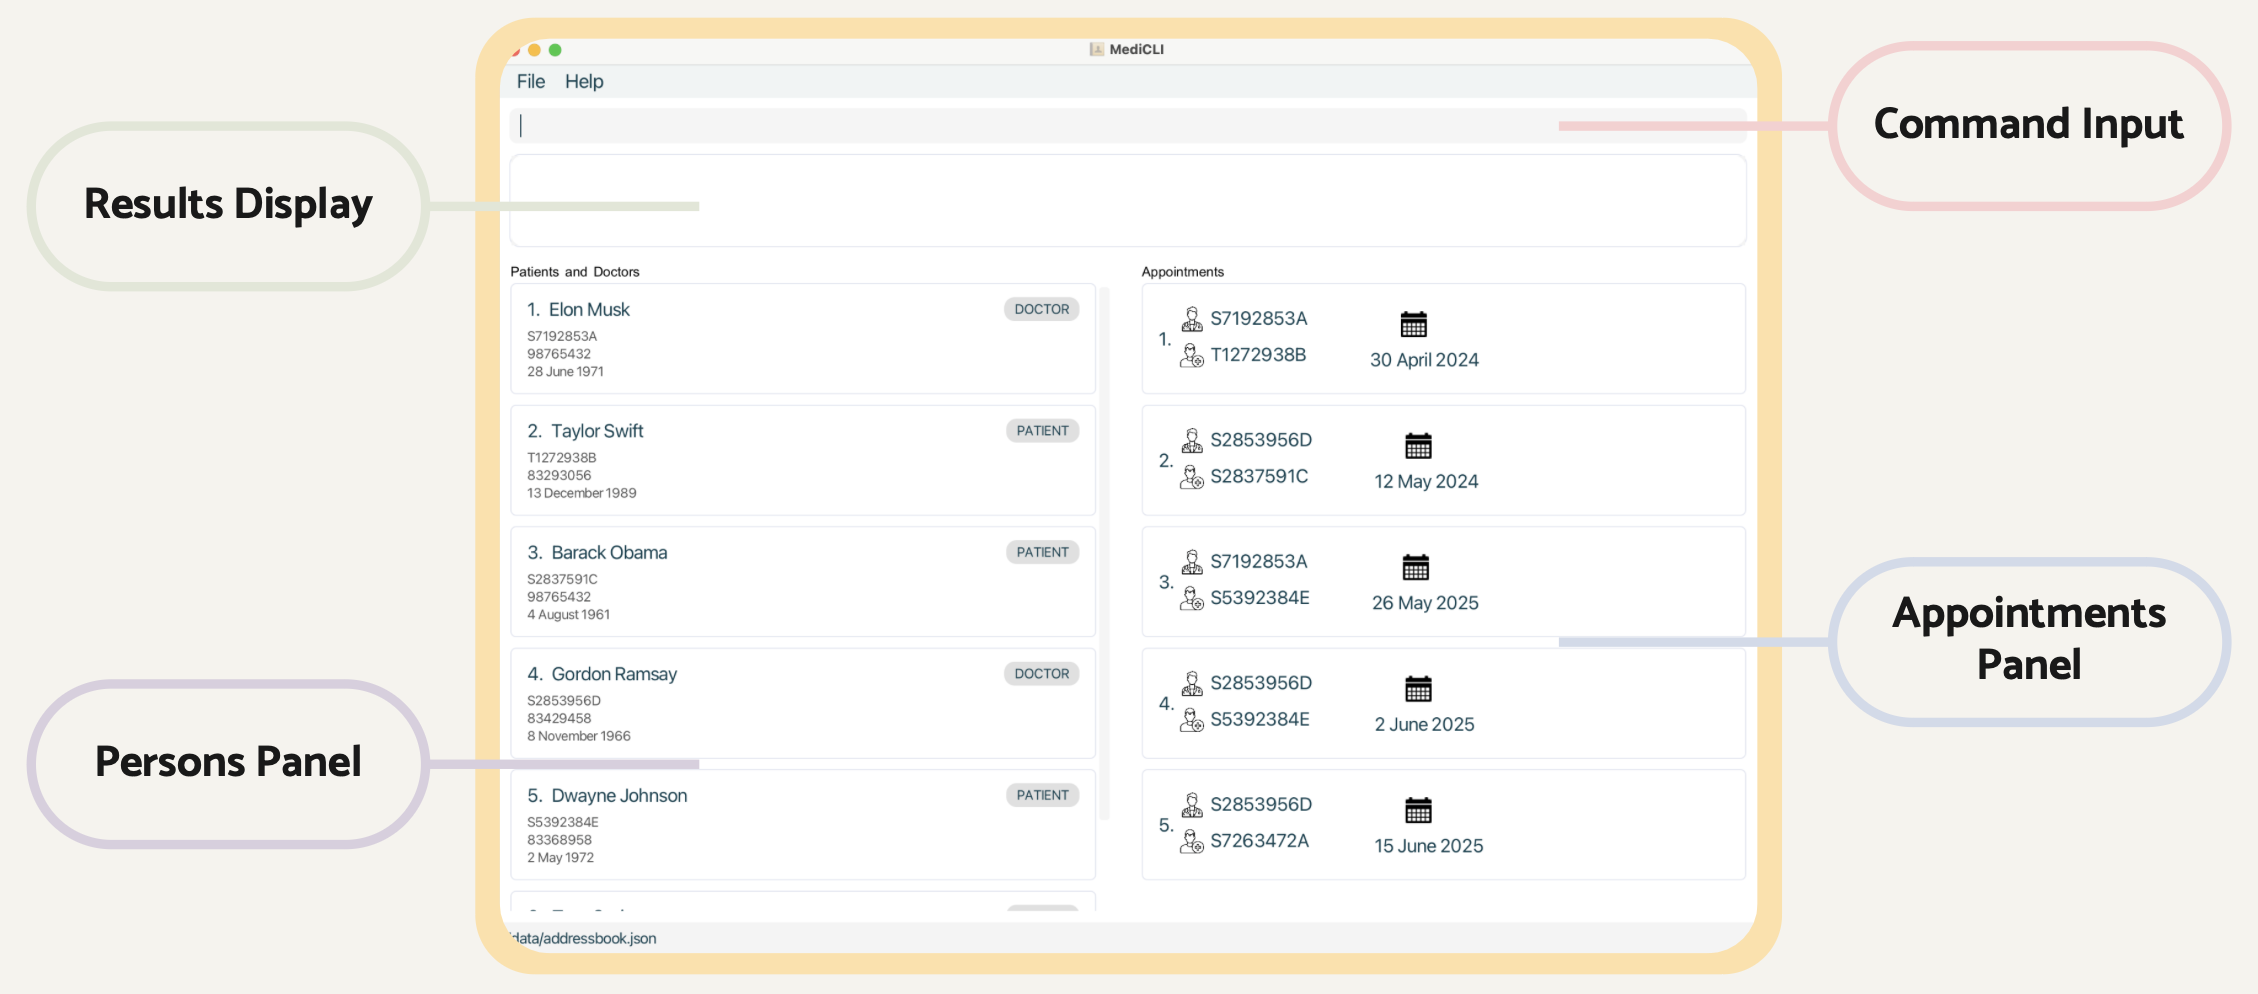 MediCLI
File Help
Command Input
Results Display
Patients and Doctors
1. Elon Musk
DOCTOR
S7192853A
98765432
28 June 1971
2. Taylor Swift
PATIENT
T1272938B
83293056
13 December 1989
3. Barack Obama
PATIENT
S2837591C
98765432
4 August 1961
4. Gordon Ramsay
DOCTOR
S2853956D
83429458
8 November 1966
5. Dwayne Johnson
PATIENT
S5392384E
83368958
2 May 1972
Persons Panel
Appointments
1.
S7192853A
T1272938B
30 April 2024
2.
S2853956D
S2837591C
12 May 2024
3.
S7192853A
S5392384E
26 May 2025
4.
S2853956D
S5392384E
2 June 2025
5.
S2853956D
S7263472A
15 June 2025
Appointments
Panel
data/addressbook.json